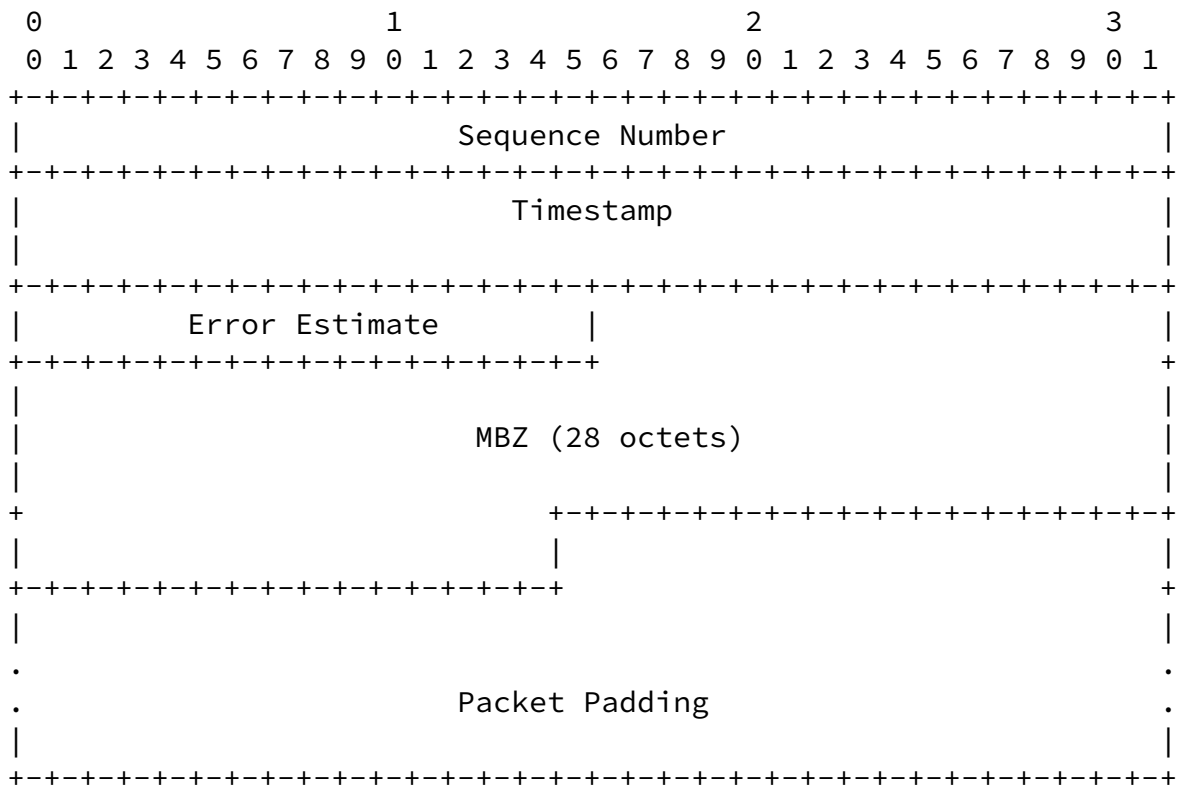 0                   1                   2                   3
0 1 2 3 4 5 6 7 8 9 0 1 2 3 4 5 6 7 8 9 0 1 2 3 4 5 6 7 8 9 0 1
Sequence Number
Timestamp
Error Estimate
MBZ (28 octets)
Packet Padding